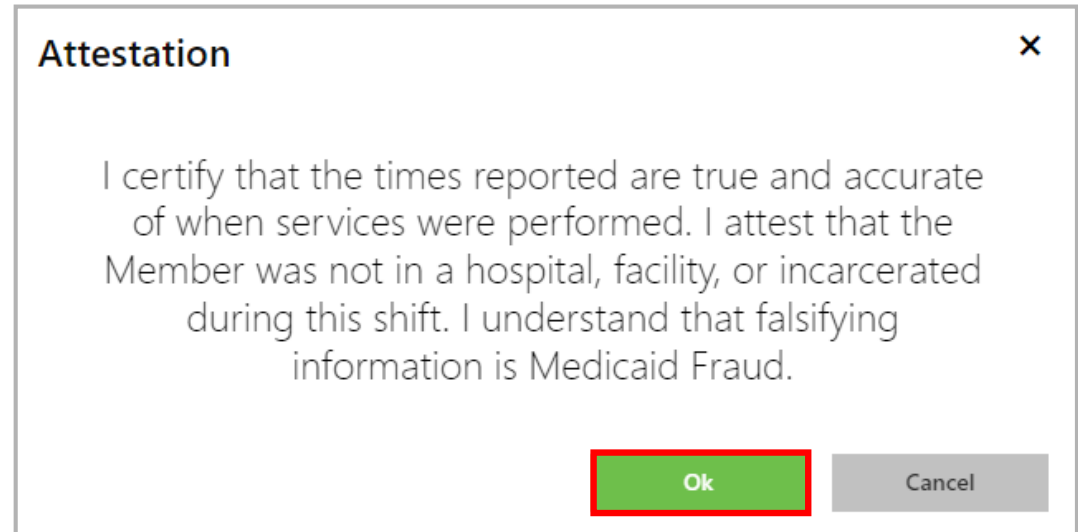 Attestation
×
I certify that the times reported are true and accurate
of when services were performed. I attest that the
Member was not in a hospital, facility, or incarcerated
during this shift. I understand that falsifying
information is Medicaid Fraud.
Ok
Cancel